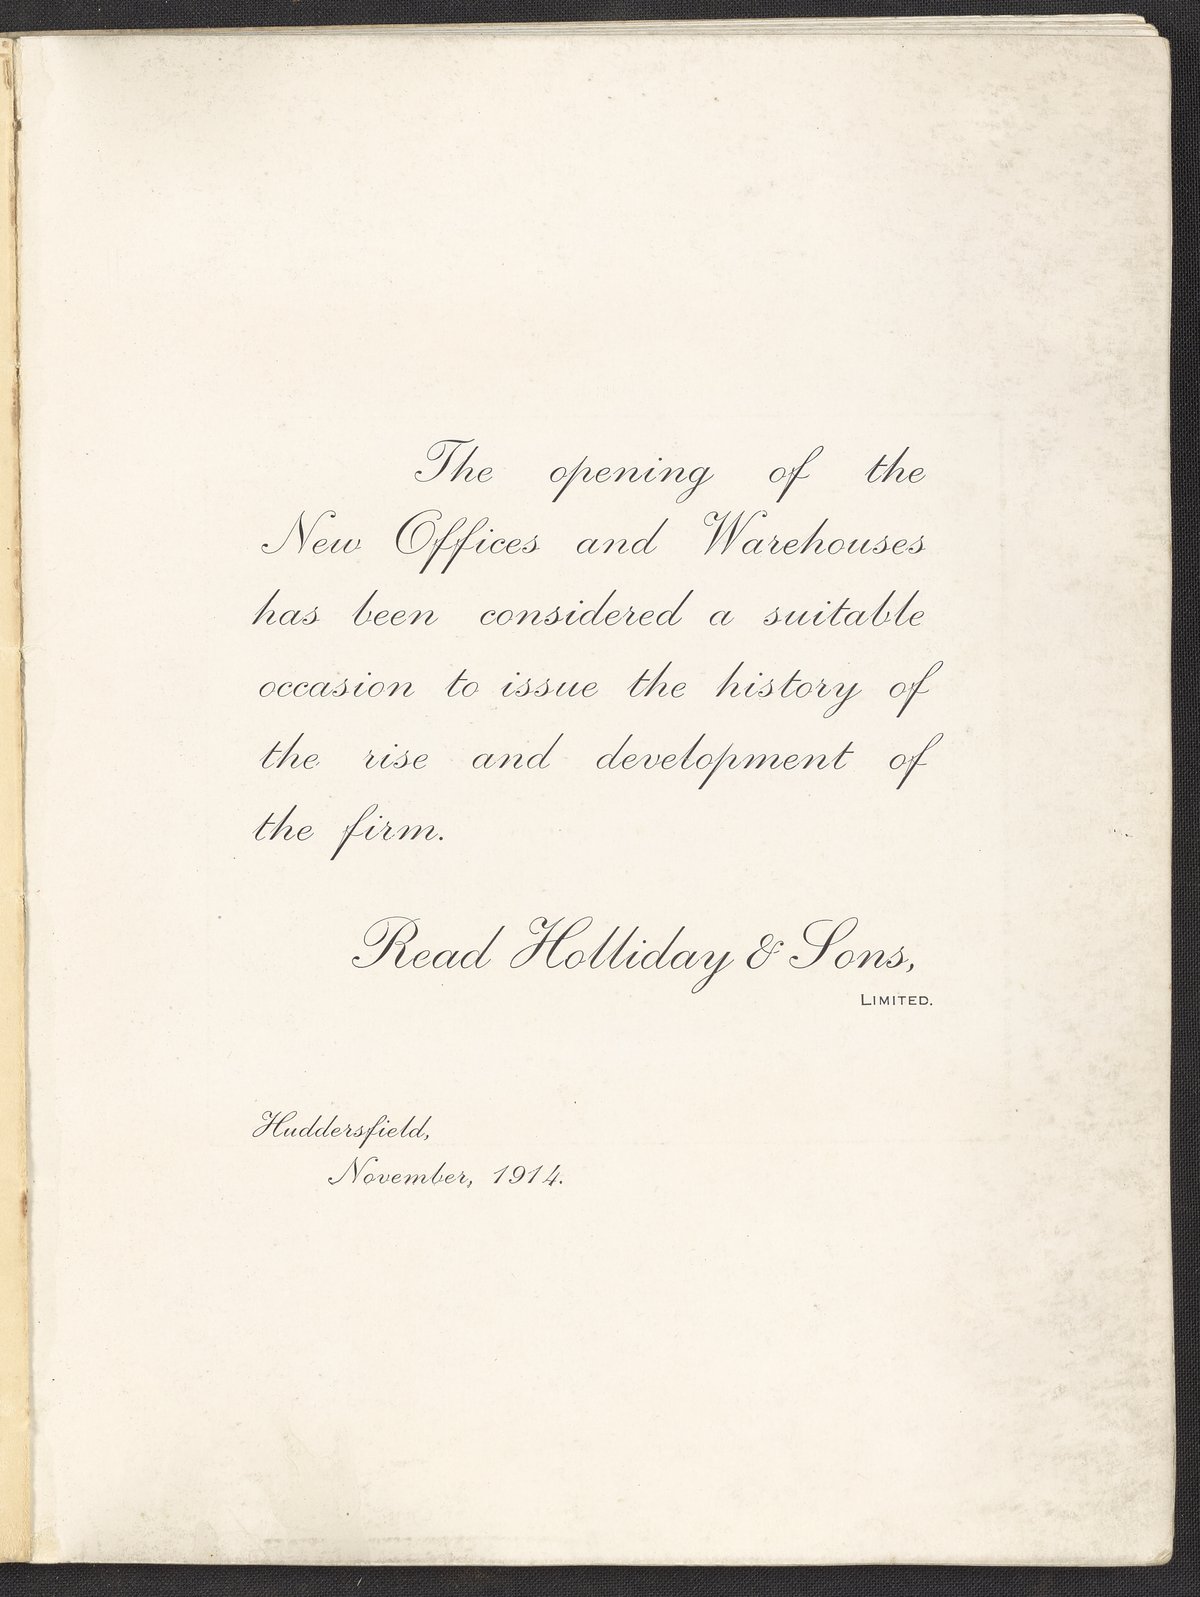 The opening of the
New Offices and Warehouses
has been considered a suitable
occasion to issue the history of
the rise and development of
the firm.
Read Holliday & Sons,
LIMITED.
Huddersfield,
November, 1914.